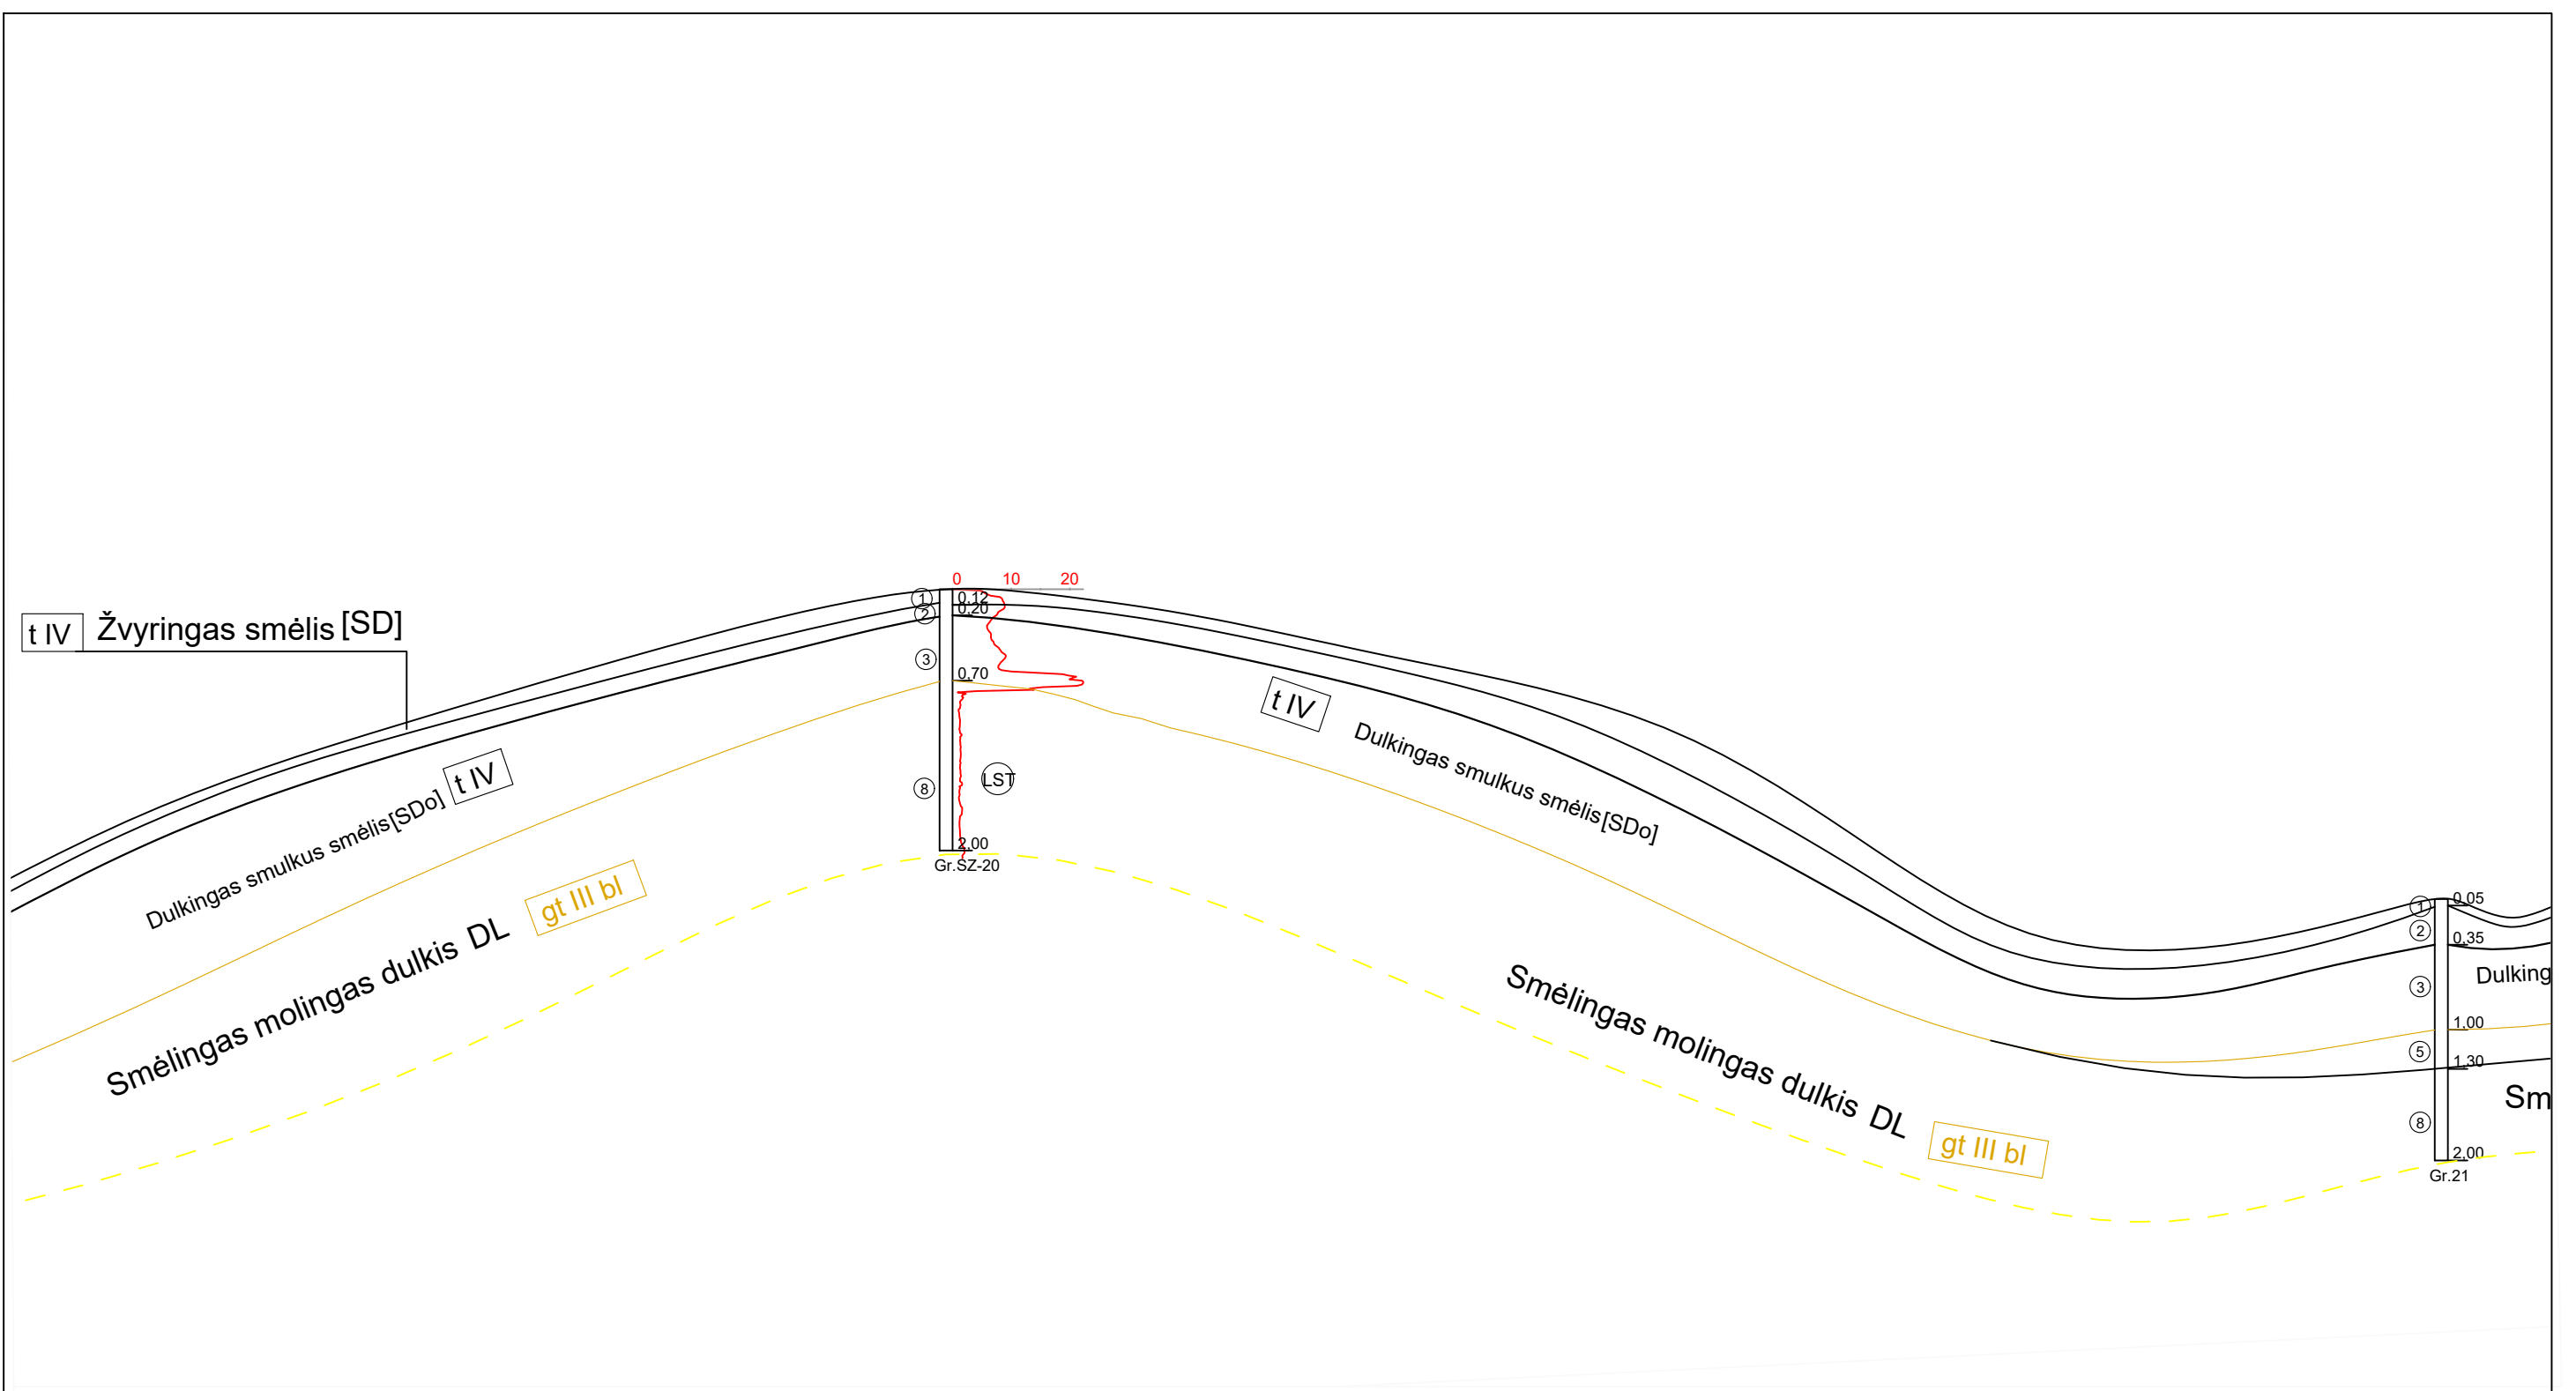 0 10 20
1
0,12
2
0,20
t IV Žvyringas smėlis [SD]
3
0,70
t IV
Dulkingas smulkus smėlis[SDo]
Dulkingas smulkus smėlis[SDo] t IV
8
LST
2,00
Gr.SZ-20
Smėlingas molingas dulkis DL gt III bl
1
0,05
2
0,35
Dulking
3
Smėlingas molingas dulkis DL gt III bl
1,00
5
1,30
Sm
8
2,00
Gr.21